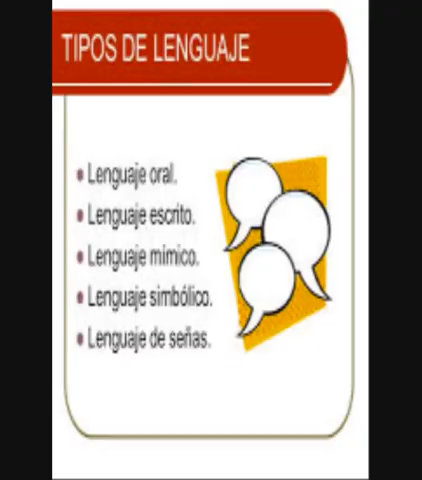 TIPOS DE LENGUAJE
Lenguaje oral.
Lenguaje escrito.
Lenguaje mímico.
Lenguaje simbólico.
Lenguaje de señas.